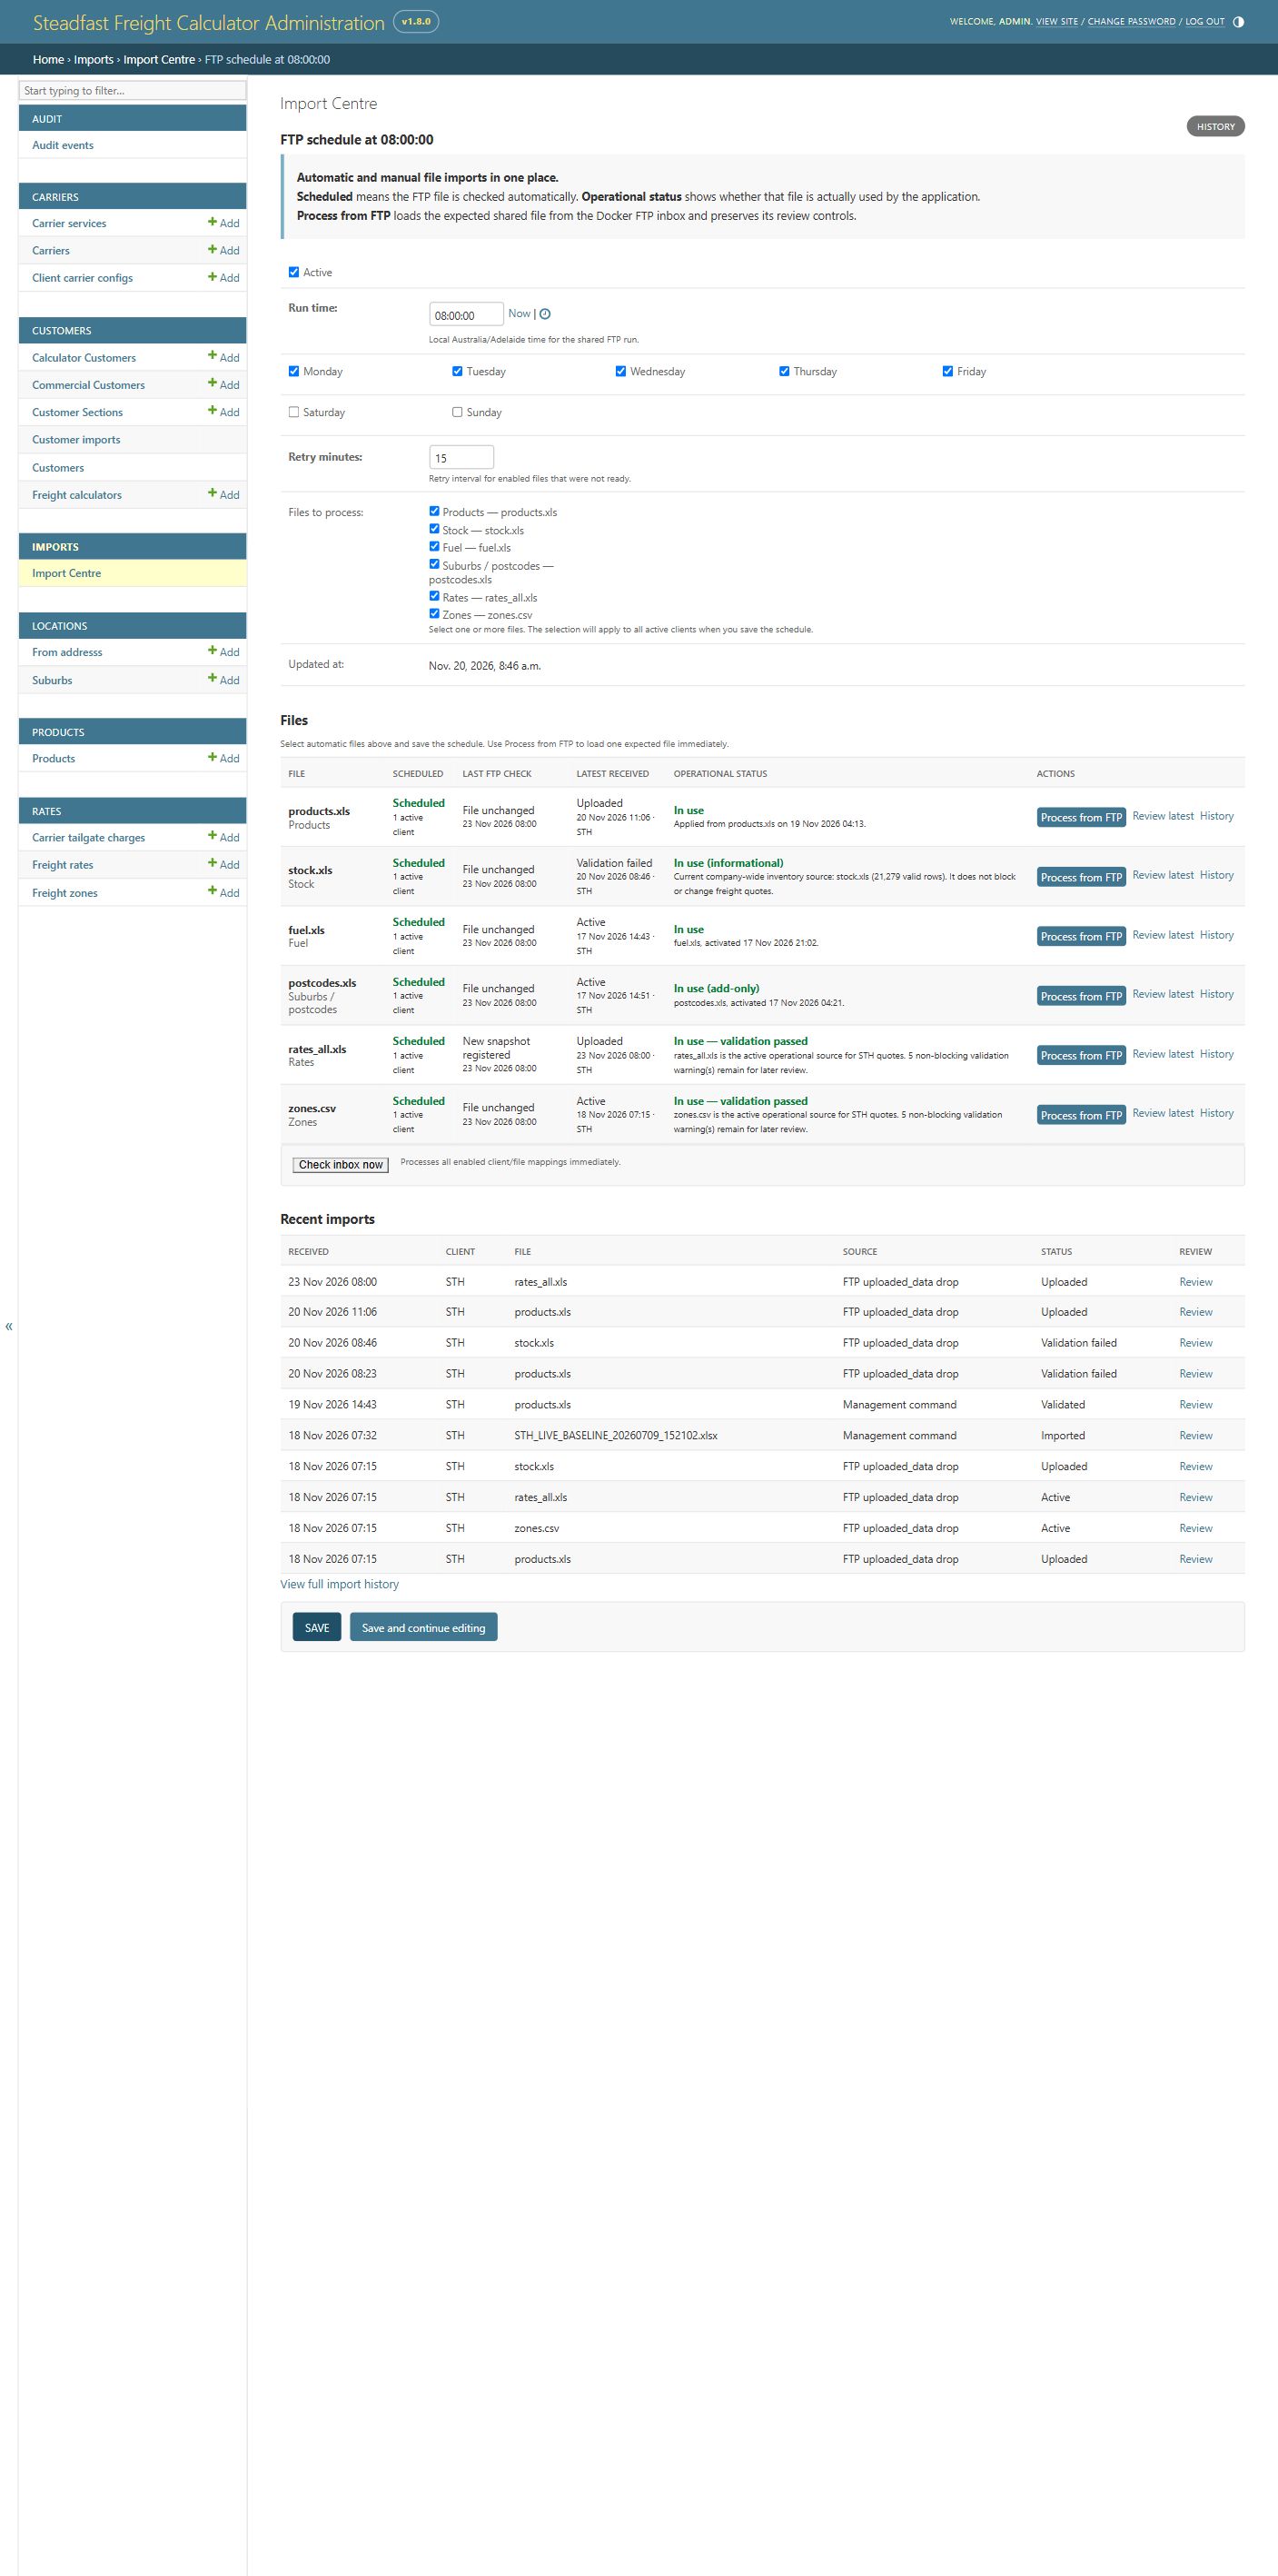 Steadfast Freight Calculator Administration v1.8.0
WELCOME, ADMIN. VIEW SITE / CHANGE PASSWORD / LOG OUT
Home › Imports › Import Centre › FTP schedule at 08:00:00
Start typing to filter...
AUDIT
Audit events
CARRIERS
Carrier services Add
Carriers Add
Client carrier configs Add
CUSTOMERS
Calculator Customers Add
Commercial Customers Add
Customer Sections Add
Customer imports
Customers
Freight calculators Add
IMPORTS
Import Centre
LOCATIONS
From addresss Add
Suburbs Add
PRODUCTS
Products Add
RATES
Carrier tailgate charges Add
Freight rates Add
Freight zones Add
«
Import Centre
HISTORY
FTP schedule at 08:00:00
Automatic and manual file imports in one place.
Scheduled means the FTP file is checked automatically. Operational status shows whether that file is actually used by the application.
Process from FTP loads the expected shared file from the Docker FTP inbox and preserves its review controls.
Active
Run time: 08:00:00 Now |
Local Australia/Adelaide time for the shared FTP run.
Monday Tuesday Wednesday Thursday Friday
Saturday Sunday
Retry minutes: 15
Retry interval for enabled files that were not ready.
Files to process: Products — products.xls
Stock — stock.xls
Fuel — fuel.xls
Suburbs / postcodes —
postcodes.xls
Rates — rates_all.xls
Zones — zones.csv
Select one or more files. The selection will apply to all active clients when you save the schedule.
Updated at: Nov. 20, 2026, 8:46 a.m.
Files
Select automatic files above and save the schedule. Use Process from FTP to load one expected file immediately.
FILE SCHEDULED LAST FTP CHECK LATEST RECEIVED OPERATIONAL STATUS ACTIONS
products.xls
Products
Scheduled
1 active
client
File unchanged
23 Nov 2026 08:00
Uploaded
20 Nov 2026 11:06 ·
STH
In use
Applied from products.xls on 19 Nov 2026 04:13.
Process from FTP Review latest History
stock.xls
Stock
Scheduled
1 active
client
File unchanged
23 Nov 2026 08:00
Validation failed
20 Nov 2026 08:46 ·
STH
In use (informational)
Current company-wide inventory source: stock.xls (21,279 valid rows). It does not block
or change freight quotes.
Process from FTP Review latest History
fuel.xls
Fuel
Scheduled
1 active
client
File unchanged
23 Nov 2026 08:00
Active
17 Nov 2026 14:43 ·
STH
In use
fuel.xls, activated 17 Nov 2026 21:02.
Process from FTP Review latest History
postcodes.xls
Suburbs /
postcodes
Scheduled
1 active
client
File unchanged
23 Nov 2026 08:00
Active
17 Nov 2026 14:51 ·
STH
In use (add-only)
postcodes.xls, activated 17 Nov 2026 04:21.
Process from FTP Review latest History
rates_all.xls
Rates
Scheduled
1 active
client
New snapshot
registered
23 Nov 2026 08:00
Uploaded
23 Nov 2026 08:00 ·
STH
In use — validation passed
rates_all.xls is the active operational source for STH quotes. 5 non-blocking validation
warning(s) remain for later review.
Process from FTP Review latest History
zones.csv
Zones
Scheduled
1 active
client
File unchanged
23 Nov 2026 08:00
Active
18 Nov 2026 07:15 ·
STH
In use — validation passed
zones.csv is the active operational source for STH quotes. 5 non-blocking validation
warning(s) remain for later review.
Process from FTP Review latest History
Check inbox now Processes all enabled client/file mappings immediately.
Recent imports
RECEIVED CLIENT FILE SOURCE STATUS REVIEW
23 Nov 2026 08:00 STH rates_all.xls FTP uploaded_data drop Uploaded Review
20 Nov 2026 11:06 STH products.xls FTP uploaded_data drop Uploaded Review
20 Nov 2026 08:46 STH stock.xls FTP uploaded_data drop Validation failed Review
20 Nov 2026 08:23 STH products.xls FTP uploaded_data drop Validation failed Review
19 Nov 2026 14:43 STH products.xls Management command Validated Review
18 Nov 2026 07:32 STH STH_LIVE_BASELINE_20260709_152102.xlsx Management command Imported Review
18 Nov 2026 07:15 STH stock.xls FTP uploaded_data drop Uploaded Review
18 Nov 2026 07:15 STH rates_all.xls FTP uploaded_data drop Active Review
18 Nov 2026 07:15 STH zones.csv FTP uploaded_data drop Active Review
18 Nov 2026 07:15 STH products.xls FTP uploaded_data drop Uploaded Review
View full import history
SAVE Save and continue editing